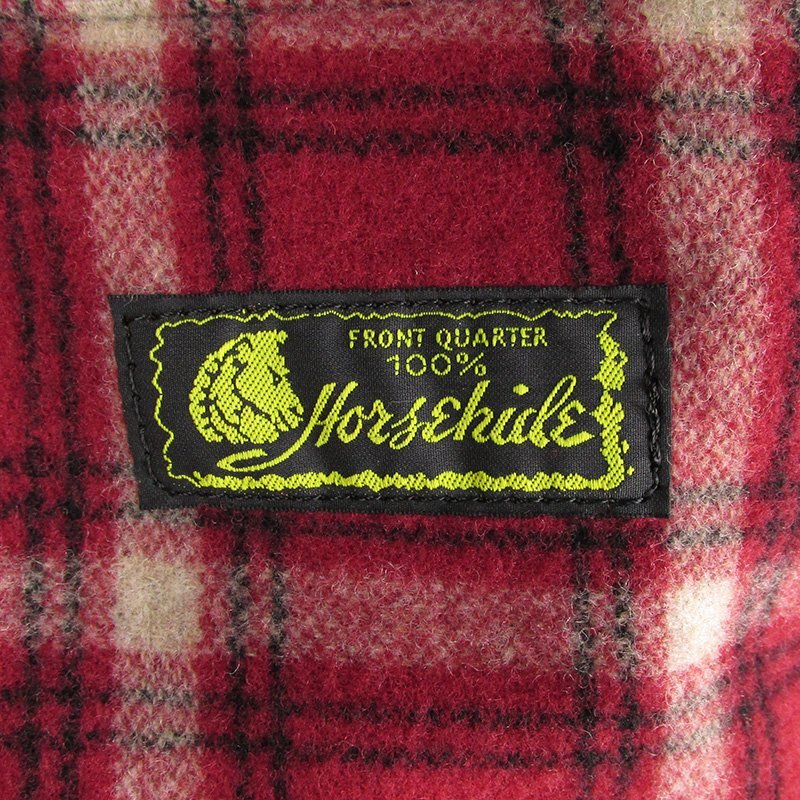 FRONT QUARTER
100%
Horsehide